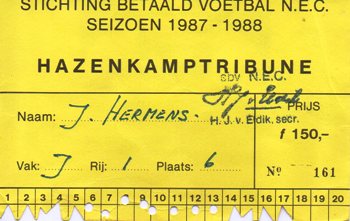 STICHTING BETAALD VOETBAL N.E.C.
SEIZOEN 1987 - 1988
HAZENKAMPTRIBUNE
SBV N.E.C.
Naam: J. HERMENS.
H. J. v. Eldik, secr.
PRIJS
f 150,–
Vak: J Rij: 1 Plaats: 6
Nº 161
1 2 3 4 5 6 7 8 9 10 11 12 13 14 15 16 17 18 19 20